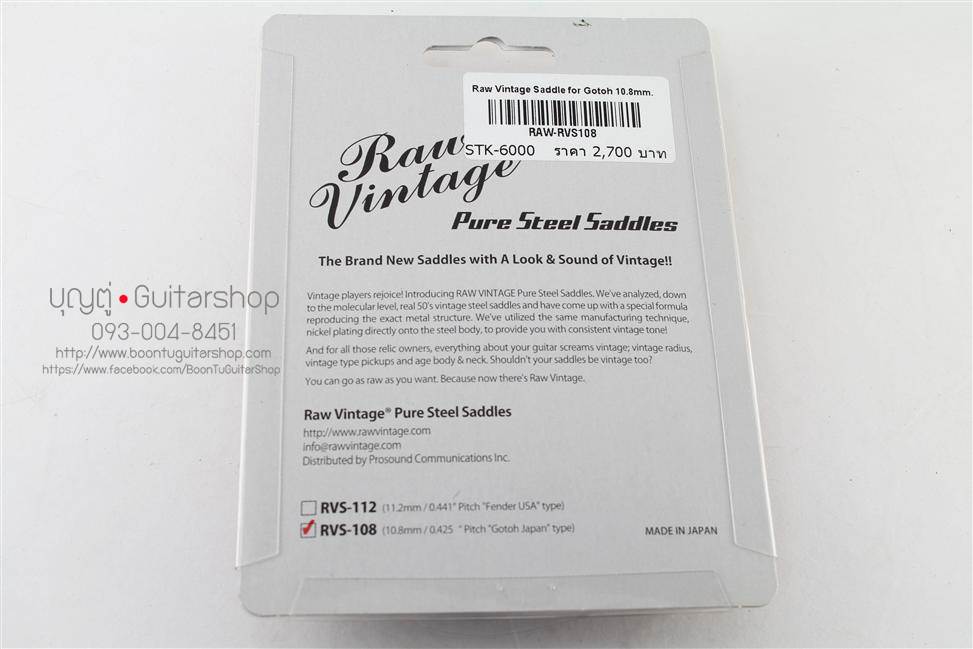 Raw Vintage Saddle for Gotoh 10.8mm.
RAW-RVS108
STK-6000 ราคา 2,700 บาท
Raw
Vintage
Pure Steel Saddles
The Brand New Saddles with A Look & Sound of Vintage!!
Vintage players rejoice! Introducing RAW VINTAGE Pure Steel Saddles. We've analyzed, down
to the molecular level, real 50's vintage steel saddles and have come up with a special formula
reproducing the exact metal structure. We've utilized the same manufacturing technique,
nickel plating directly onto the steel body, to provide you with consistent vintage tone!
And for all those relic owners, everything about your guitar screams vintage; vintage radius,
vintage type pickups and age body & neck. Shouldn't your saddles be vintage too?
You can go as raw as you want. Because now there's Raw Vintage.
Raw Vintage® Pure Steel Saddles
http://www.rawvintage.com
info@rawvintage.com
Distributed by Prosound Communications Inc.
RVS-112 (11.2mm / 0.441" Pitch "Fender USA" type)
RVS-108 (10.8mm / 0.425 " Pitch "Gotoh Japan" type)
MADE IN JAPAN
บุญตู่•Guitarshop
093-004-8451
http://www.boontuguitarshop.com
https://www.facebook.com/BoonTuGuiterShop